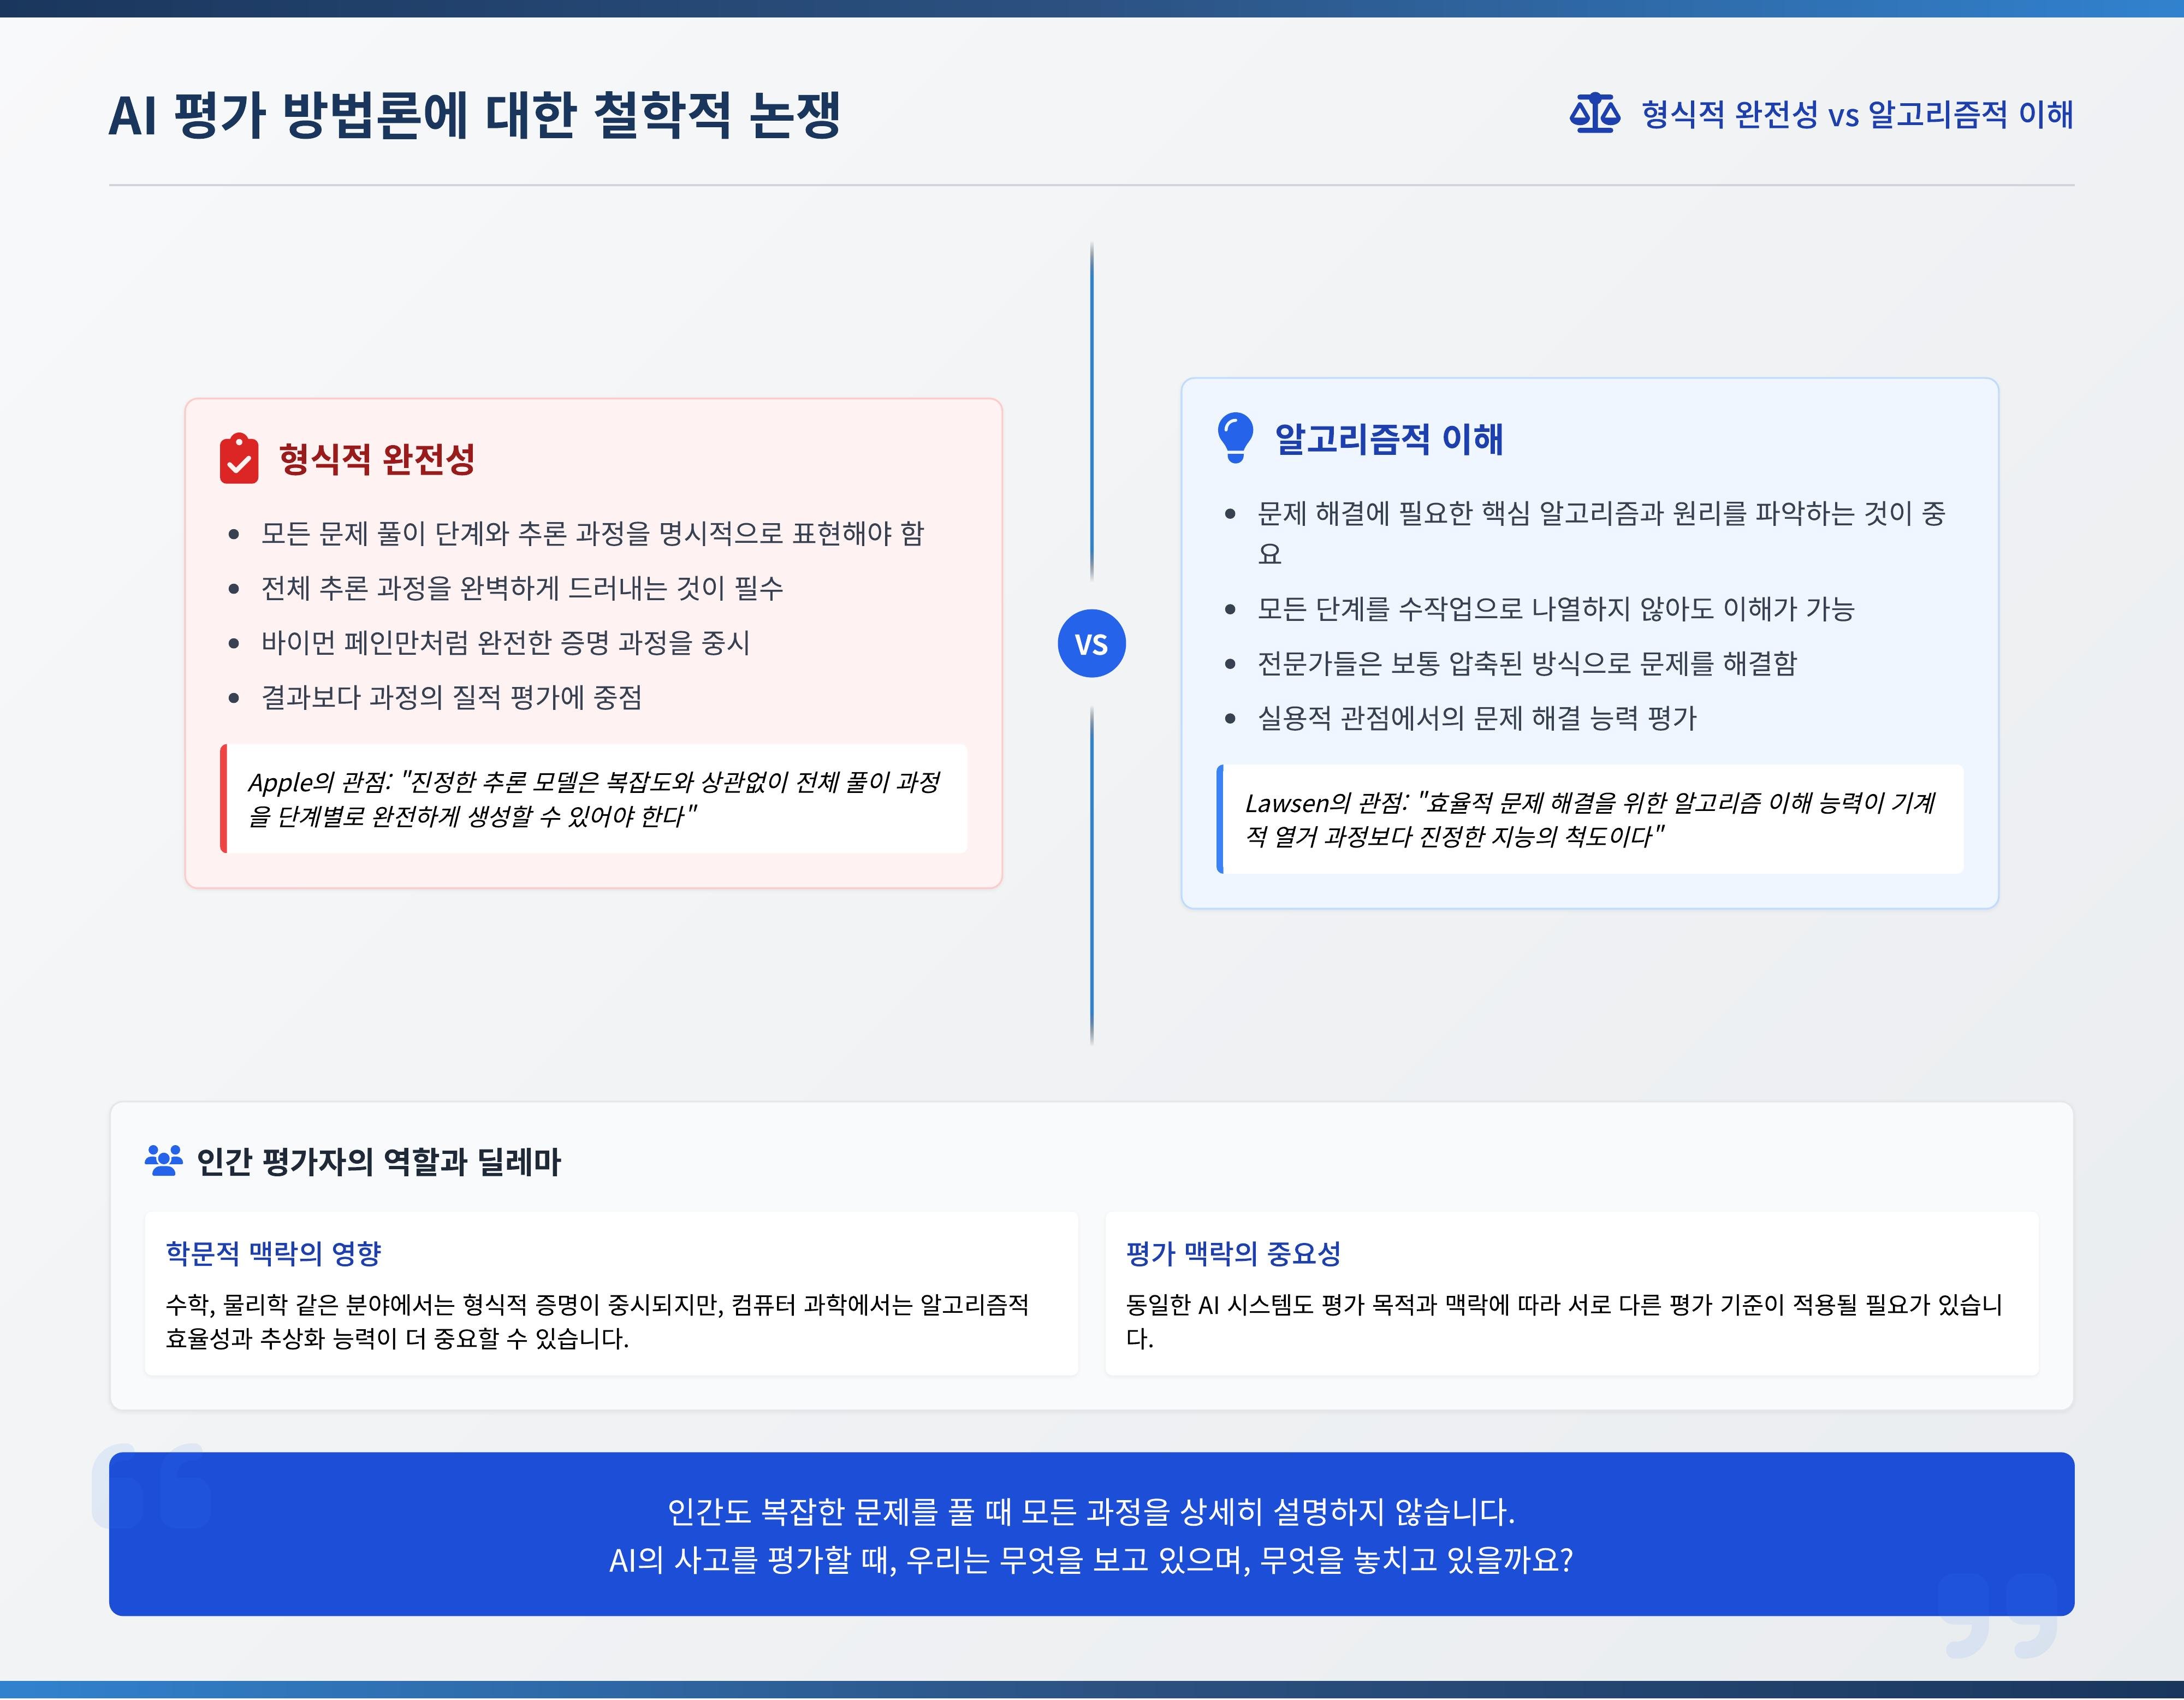 AI 평가 방법론에 대한 철학적 논쟁
형식적 완전성 vs 알고리즘적 이해
형식적 완전성
모든 문제 풀이 단계와 추론 과정을 명시적으로 표현해야 함
전체 추론 과정을 완벽하게 드러내는 것이 필수
바이먼 페인만처럼 완전한 증명 과정을 중시
결과보다 과정의 질적 평가에 중점
Apple의 관점: "진정한 추론 모델은 복잡도와 상관없이 전체 풀이 과정
을 단계별로 완전하게 생성할 수 있어야 한다"
VS
알고리즘적 이해
문제 해결에 필요한 핵심 알고리즘과 원리를 파악하는 것이 중
요
모든 단계를 수작업으로 나열하지 않아도 이해가 가능
전문가들은 보통 압축된 방식으로 문제를 해결함
실용적 관점에서의 문제 해결 능력 평가
Lawsen의 관점: "효율적 문제 해결을 위한 알고리즘 이해 능력이 기계
적 열거 과정보다 진정한 지능의 척도이다"
인간 평가자의 역할과 딜레마
학문적 맥락의 영향
수학, 물리학 같은 분야에서는 형식적 증명이 중시되지만, 컴퓨터 과학에서는 알고리즘적
효율성과 추상화 능력이 더 중요할 수 있습니다.
평가 맥락의 중요성
동일한 AI 시스템도 평가 목적과 맥락에 따라 서로 다른 평가 기준이 적용될 필요가 있습니
다.
인간도 복잡한 문제를 풀 때 모든 과정을 상세히 설명하지 않습니다.
AI의 사고를 평가할 때, 우리는 무엇을 보고 있으며, 무엇을 놓치고 있을까요?